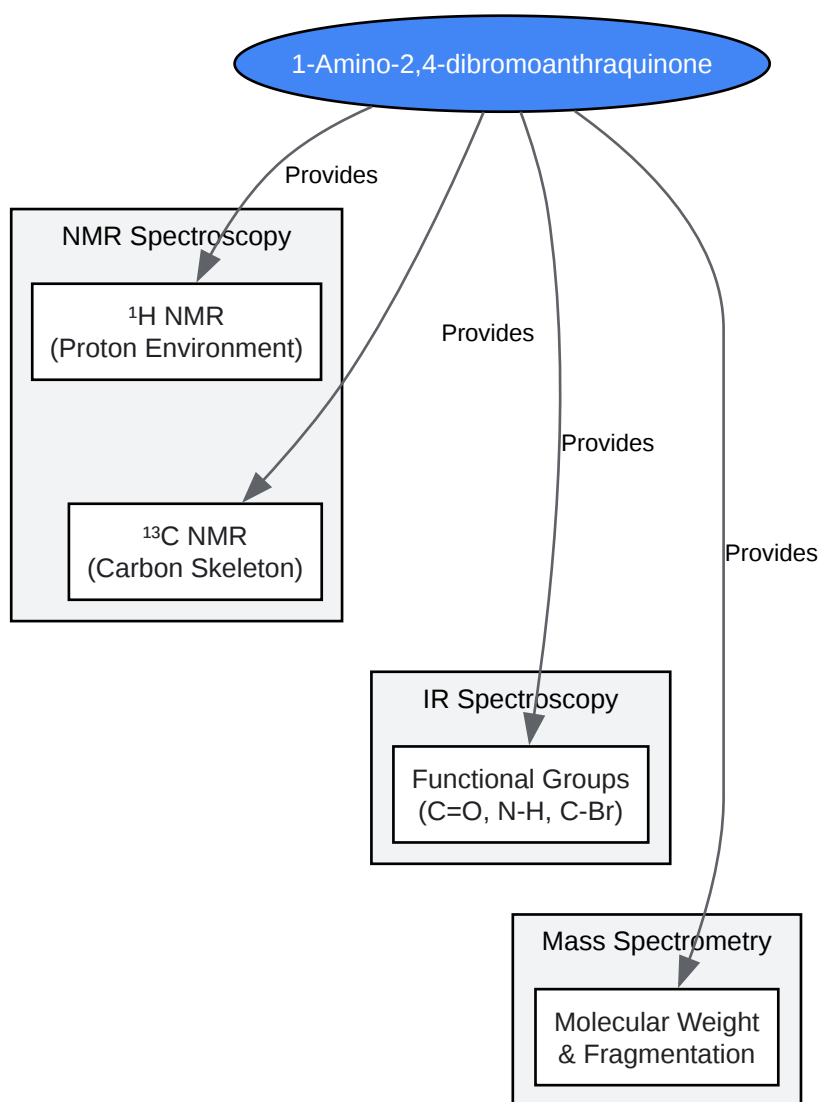 1-Amino-2,4-dibromoanthraquinone
Provides
NMR Spectroscopy
¹H NMR
(Proton Environment)
Provides
Provides
¹³C NMR
(Carbon Skeleton)
Provides
IR Spectroscopy
Functional Groups
(C=O, N-H, C-Br)
Mass Spectrometry
Molecular Weight
& Fragmentation